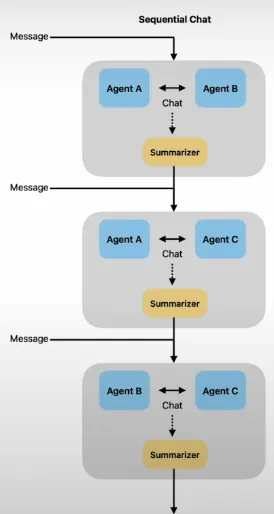 Sequential Chat
Message
Agent A Agent B
Chat
Summarizer
Message
Agent A Agent C
Chat
Summarizer
Message
Agent B Agent C
Chat
Summarizer